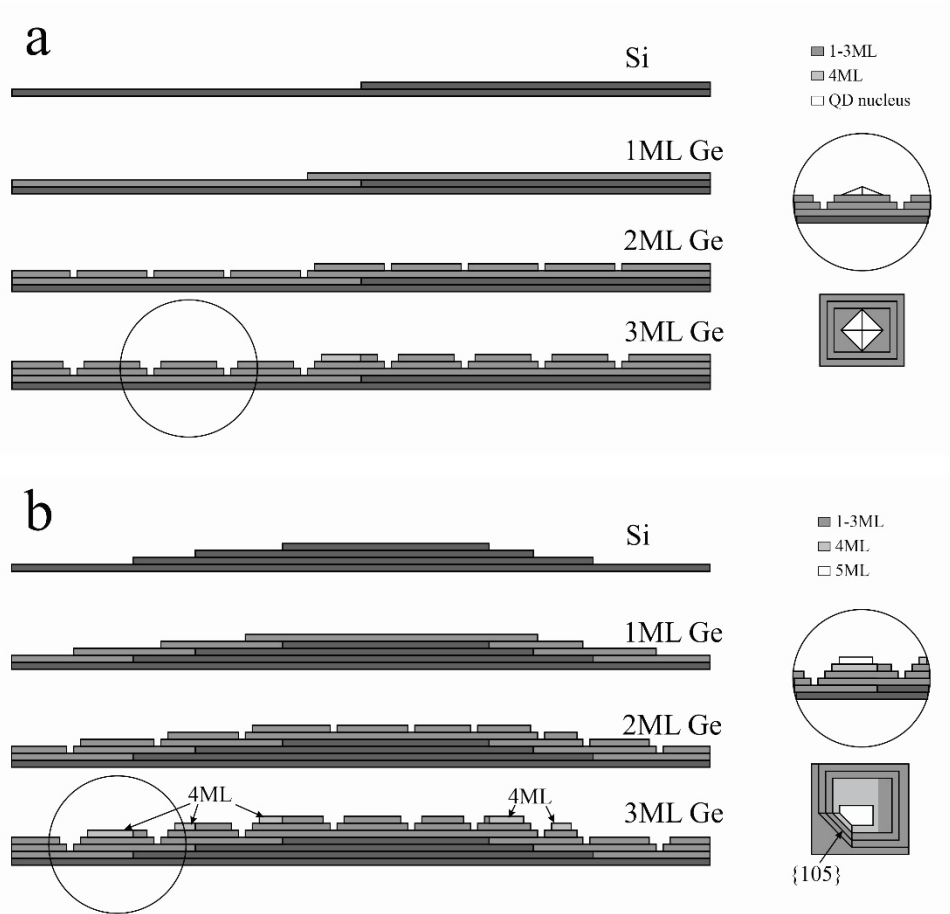 a
Si
1-3ML
4ML
QD nucleus
1ML Ge
2ML Ge
3ML Ge
b
Si
1-3ML
4ML
5ML
1ML Ge
2ML Ge
3ML Ge
4ML
4ML
{105}